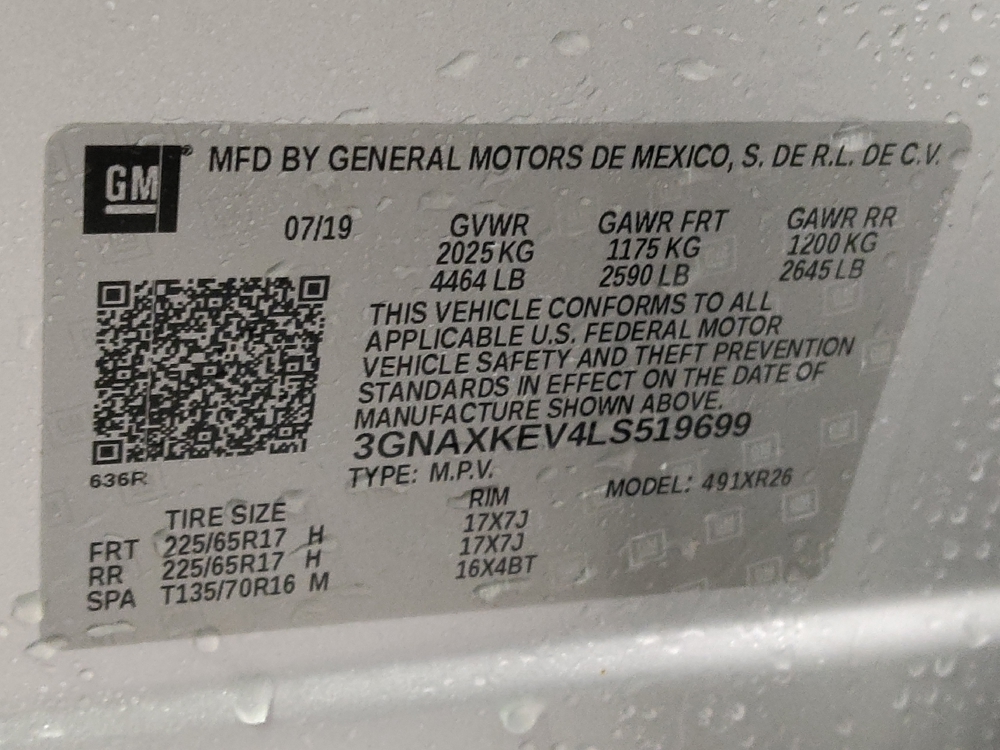 GM
MFD BY GENERAL MOTORS DE MEXICO, S. DE R.L. DE C.V.
07/19 GVWR GAWR FRT GAWR RR
2025 KG 1175 KG 1200 KG
4464 LB 2590 LB 2645 LB
THIS VEHICLE CONFORMS TO ALL
APPLICABLE U.S. FEDERAL MOTOR
VEHICLE SAFETY AND THEFT PREVENTION
STANDARDS IN EFFECT ON THE DATE OF
MANUFACTURE SHOWN ABOVE.
3GNAXKEV4LS519699
636R
TYPE: M.P.V. MODEL: 491XR26
TIRE SIZE RIM
FRT 225/65R17 H 17X7J
RR 225/65R17 H 17X7J
SPA T135/70R16 M 16X4BT